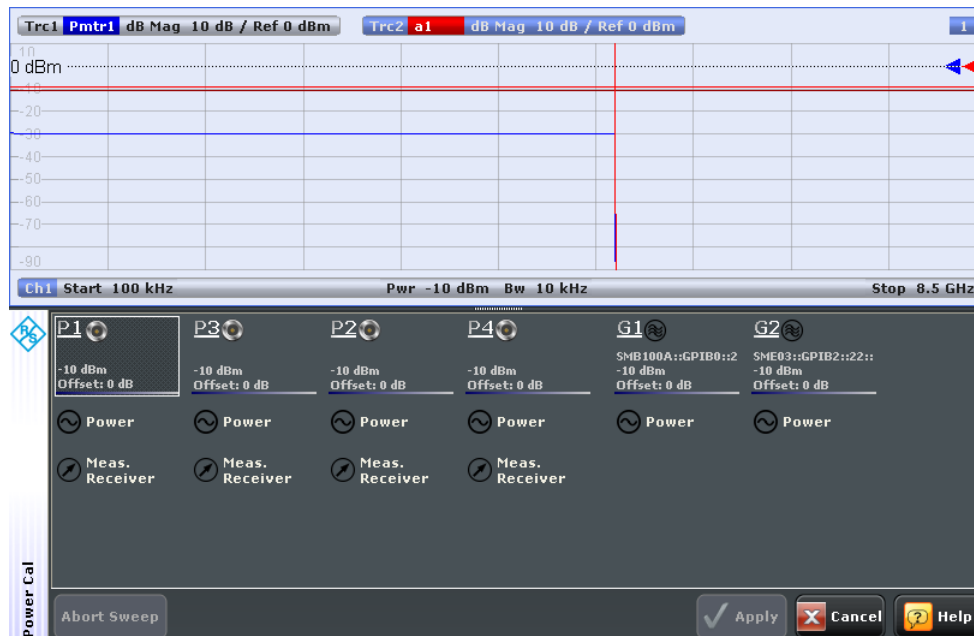 Trc1 Pmtr1 dB Mag 10 dB / Ref 0 dBm Trc2 a1 dB Mag 10 dB / Ref 0 dBm 1
10
0 dBm
-10
-20
-30
-40
-50
-60
-70
-90
Ch1 Start 100 kHz Pwr -10 dBm Bw 10 kHz Stop 8.5 GHz
R&S
P1 P3 P2 P4 G1 G2
SMB100A::GPIB0::2 SME03::GPIB2::22::
-10 dBm -10 dBm -10 dBm -10 dBm -10 dBm -10 dBm
Offset: 0 dB Offset: 0 dB Offset: 0 dB Offset: 0 dB Offset: 0 dB Offset: 0 dB
Power Power Power Power Power Power
Meas. Meas. Meas. Meas.
Receiver Receiver Receiver Receiver
Power Cal
Abort Sweep Apply Cancel Help